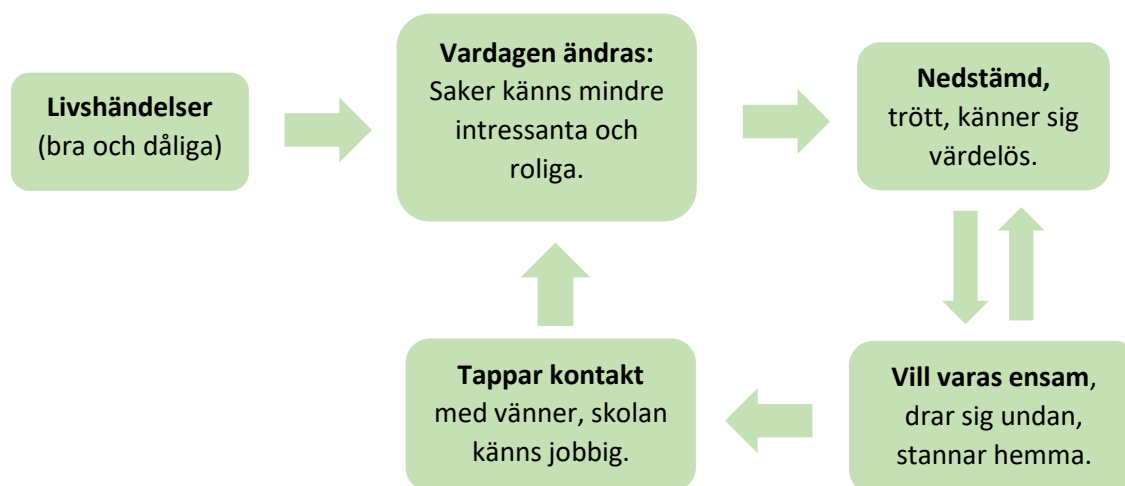 Livshändelser
(bra och dåliga)
Vardagen ändras:
Saker känns mindre
intressanta och
roliga.
Nedstämd,
trött, känner sig
värdelös.
Vill varas ensam,
drar sig undan,
stannar hemma.
Tappar kontakt
med vänner, skolan
känns jobbig.